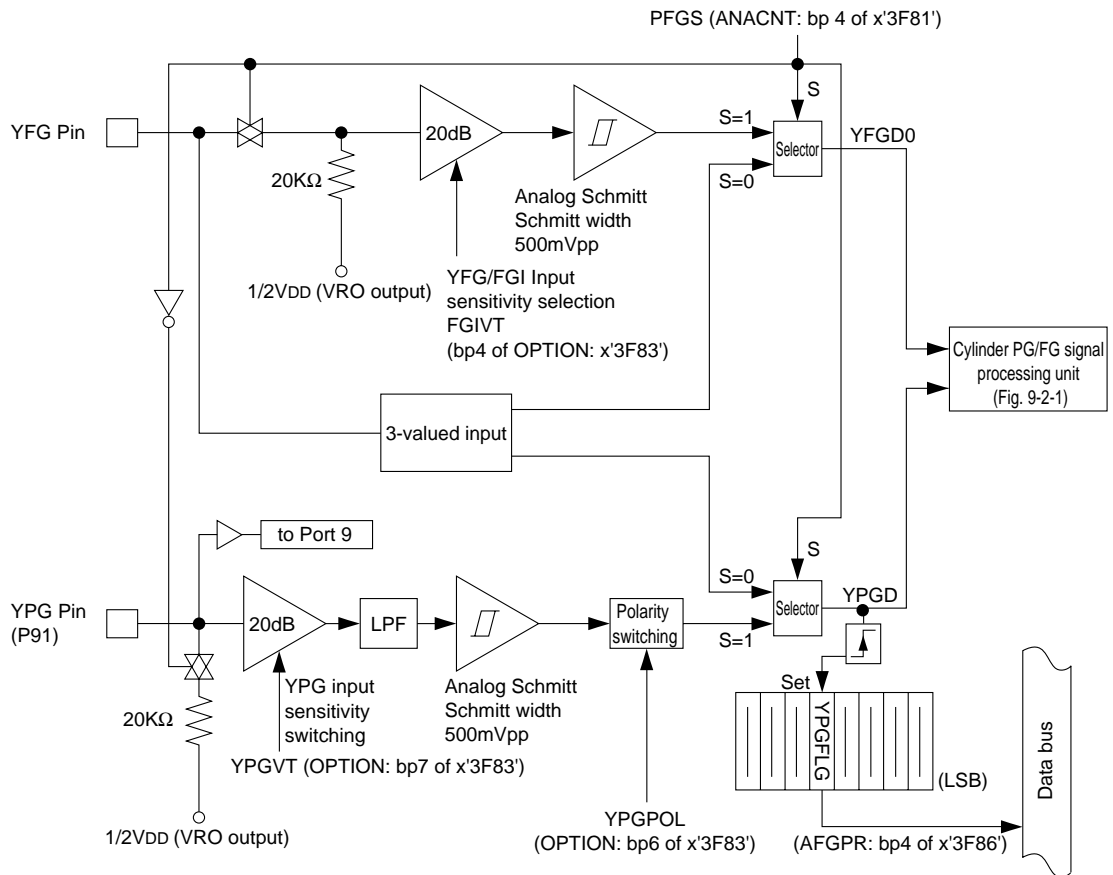 PFGS (ANACNT: bp 4 of x'3F81')
S
YFG Pin
20dB
S=1
Selector
YFGD0
S=0
20KΩ
Analog Schmitt
Schmitt width
500mVpp
1/2VDD (VRO output)
YFG/FGI Input
sensitivity selection
FGIVT
(bp4 of OPTION: x'3F83')
Cylinder PG/FG signal
processing unit
(Fig. 9-2-1)
3-valued input
to Port 9
S
S=0
YPG Pin
(P91)
20dB
LPF
Polarity
switching
S=1
Selector
YPGD
20KΩ
YPG input
sensitivity
switching
Analog Schmitt
Schmitt width
500mVpp
YPGVT (OPTION: bp7 of x'3F83')
Set
YPGFLG
(LSB)
Data bus
1/2VDD (VRO output)
YPGPOL
(OPTION: bp6 of x'3F83')
(AFGPR: bp4 of x'3F86')